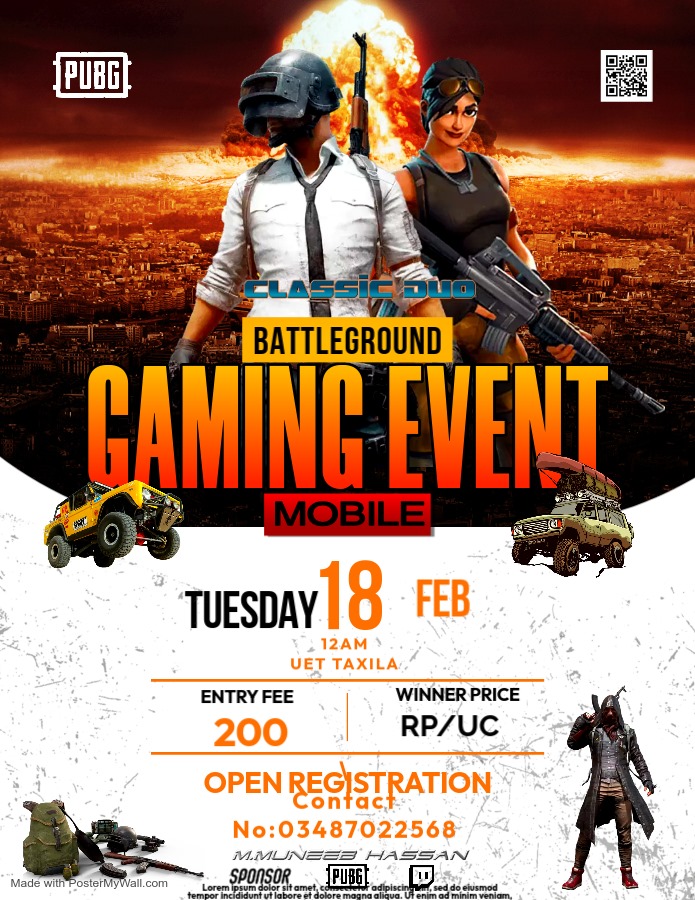 PUBG
CLASSIC DUO
BATTLEGROUND
GAMING EVENT
MOBILE
TUESDAY 18 FEB
12AM
UET TAXILA
ENTRY FEE
200
WINNER PRICE
RP/UC
\
OPEN REGISTRATION
Contact
No:03487022568
M.MUNEEB HASSAN
SPONSOR
PUBG
Made with PosterMyWall.com
Lorem ipsum dolor sit amet, consectetur adipiscing elit, sed do eiusmod
tempor incididunt ut labore et dolore magna aliqua. Ut enim ad minim veniam,